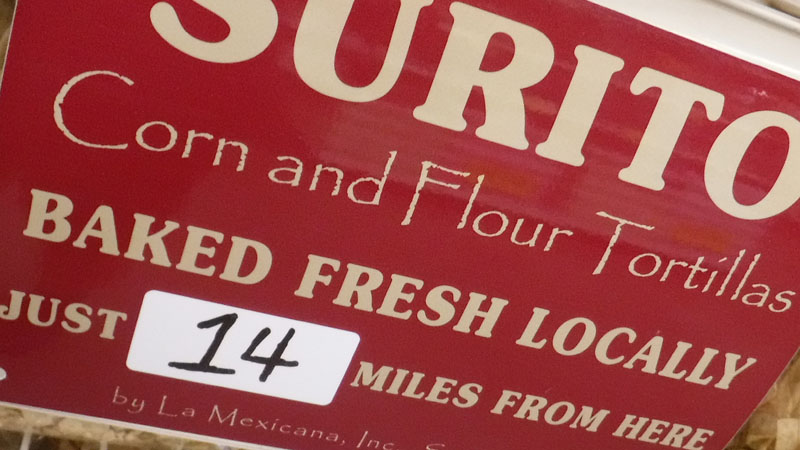 SURITO
Corn and Flour Tortillas
BAKED FRESH LOCALLY
JUST 14 MILES FROM HERE
by La Mexicana, Inc.